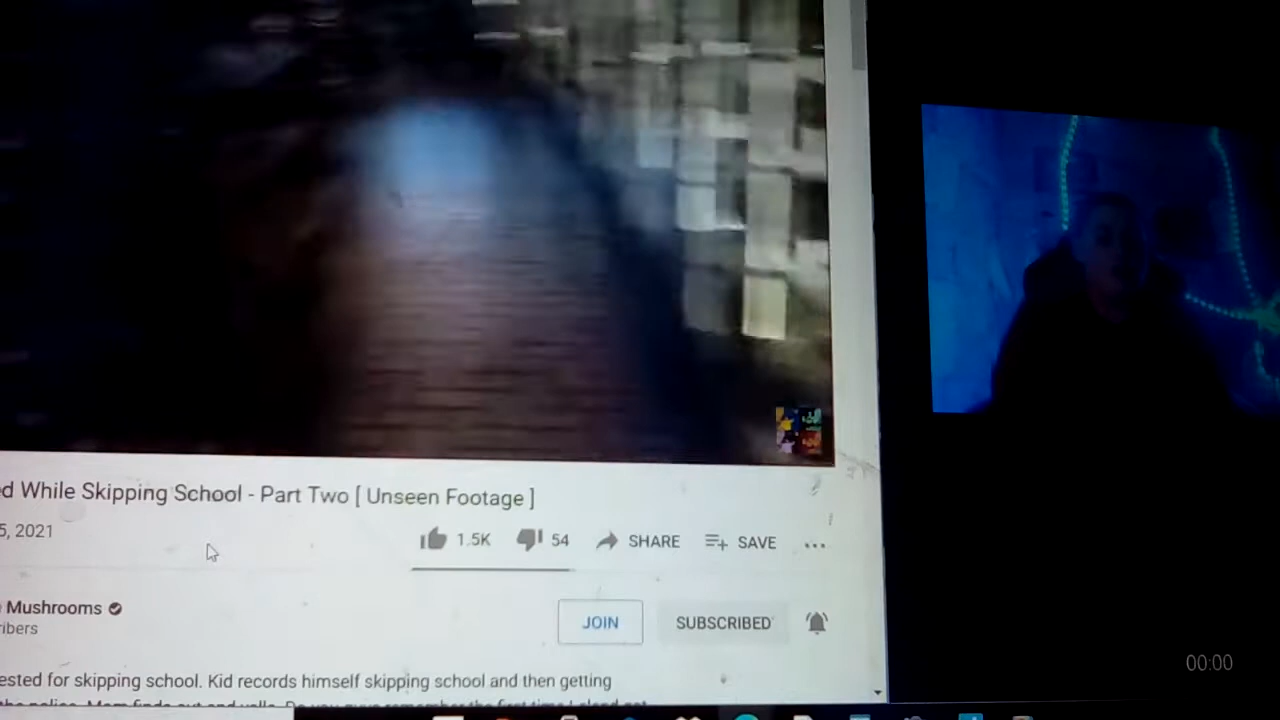 d While Skipping School - Part Two [ Unseen Footage ]
5, 2021
1.5K 54 SHARE SAVE ...
Mushrooms
ribers
JOIN SUBSCRIBED
ested for skipping school. Kid records himself skipping school and then getting
00:00